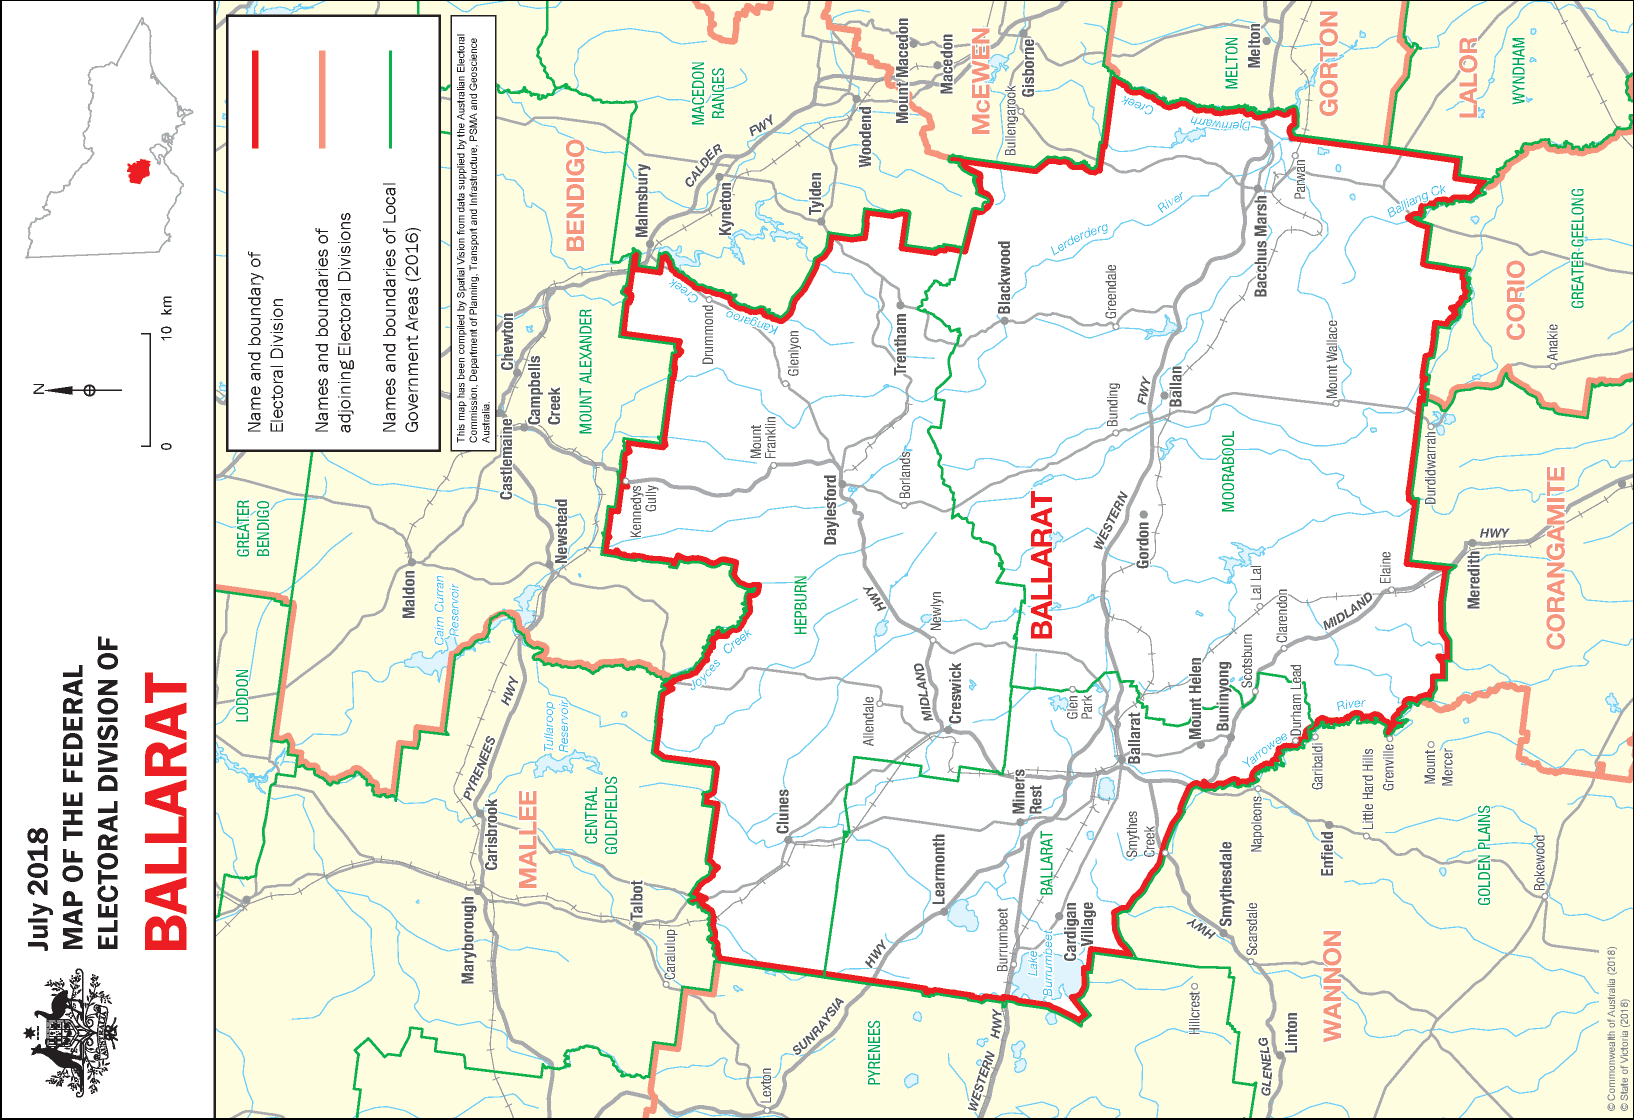 July 2018
MAP OF THE FEDERAL
ELECTORAL DIVISION OF
BALLARAT
N
0 10 km
Name and boundary of
Electoral Division
Names and boundaries of
adjoining Electoral Divisions
Names and boundaries of Local
Government Areas (2016)
This map has been compiled by Spatial Vision from data supplied by the Australian Electoral
Commission, Department of Planning, Transport and Infrastructure, PSMA and Geoscience
Australia.
LODDON
GREATER
BENDIGO
Maldon
Cairn Curran
Reservoir
Newstead
Castlemaine
Campbells
Creek
Chewton
MOUNT ALEXANDER
BENDIGO
Malmsbury
CALDER
FWY
Kyneton
MACEDON
RANGES
Tylden
Woodend
Mount Macedon
Macedon
McEWEN
Gisborne
Bullengarook
PYRENEES
HWY
Carisbrook
Maryborough
MALLEE
Tullaroop
Reservoir
CENTRAL
GOLDFIELDS
Talbot
Caralulup
Lexton
Kennedys
Gully
Joyces Creek
HEPBURN
Mount
Franklin
Daylesford
Drummond
Kangaroo
Creek
Glenlyon
Trentham
Borlands
HWY
Newlyn
MIDLAND
Creswick
Allendale
Clunes
Learmonth
Miners
Rest
BALLARAT
Burrumbeet
Lake
Burrumbeet
Cardigan
Village
HWY
SUNRAYSIA
PYRENEES
WESTERN
HWY
BALLARAT
Glen
Park
Ballarat
Smythes
Creek
Mount Helen
Buninyong
Scotsburn
Yarrowee
River
Durham Lead
Garibaldi
Clarendon
Lal Lal
Gordon
WESTERN
FWY
Bunding
Ballan
MOORABOOL
Blackwood
Greendale
Lerderderg
River
Bacchus Marsh
Parwan
Djerriwarrh
Creek
MELTON
Melton
GORTON
LALOR
WYNDHAM
Balliang Ck
Mount Wallace
Durdidwarrah
Anakie
CORIO
GREATER-GEELONG
MIDLAND
Elaine
Meredith
HWY
CORANGAMITE
Mount
Mercer
Grenville
Little Hard Hills
Napoleons
Enfield
GOLDEN PLAINS
Rokewood
HWY
Smythesdale
Scarsdale
Hillcrest
WANNON
Linton
GLENELG
© Commonwealth of Australia (2018)
© State of Victoria (2018)